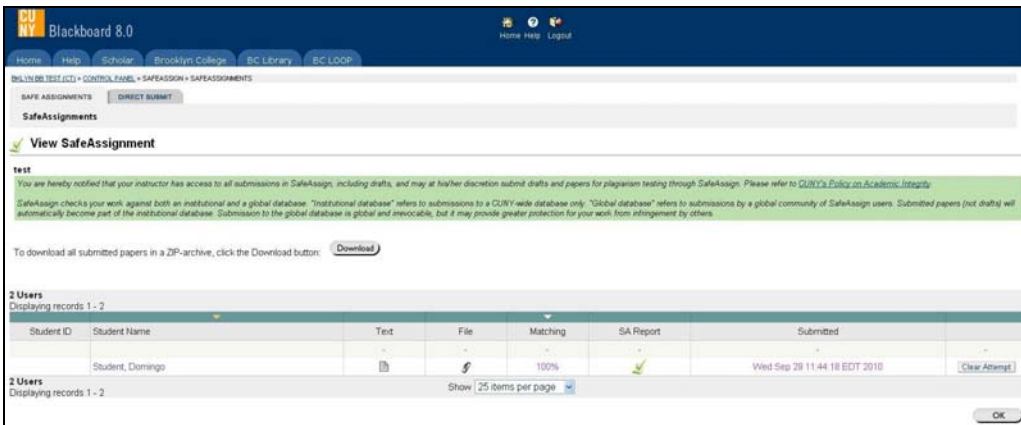 CU
NY Blackboard 8.0
Home Help Logout
Home Help Scholar Brooklyn College BC Library BC LOOP
BKLYN BB TEST (CT) > CONTROL PANEL > SAFEASSIGN > SAFEASSIGNMENTS
SAFE ASSIGNMENTS DIRECT SUBMIT
SafeAssignments
View SafeAssignment
test
You are hereby notified that your instructor has access to all submissions in SafeAssign, including drafts, and may at his/her discretion submit drafts and papers for plagiarism testing through SafeAssign. Please refer to CUNY's Policy on Academic Integrity.
SafeAssign checks your work against both an institutional and a global database. "Institutional database" refers to submissions to a CUNY-wide database only. "Global database" refers to submissions by a global community of SafeAssign users. Submitted papers (not drafts) will
automatically become part of the institutional database. Submission to the global database is global and irrevocable, but it may provide greater protection for your work from infringement by others.
To download all submitted papers in a ZIP-archive, click the Download button: Download
2 Users
Displaying records 1 - 2
Student ID Student Name Text File Matching SA Report Submitted
- - - - - -
Student, Domingo 100% Wed Sep 29 11:44:18 EDT 2010 Clear Attempt
2 Users
Displaying records 1 - 2
Show 25 items per page
OK